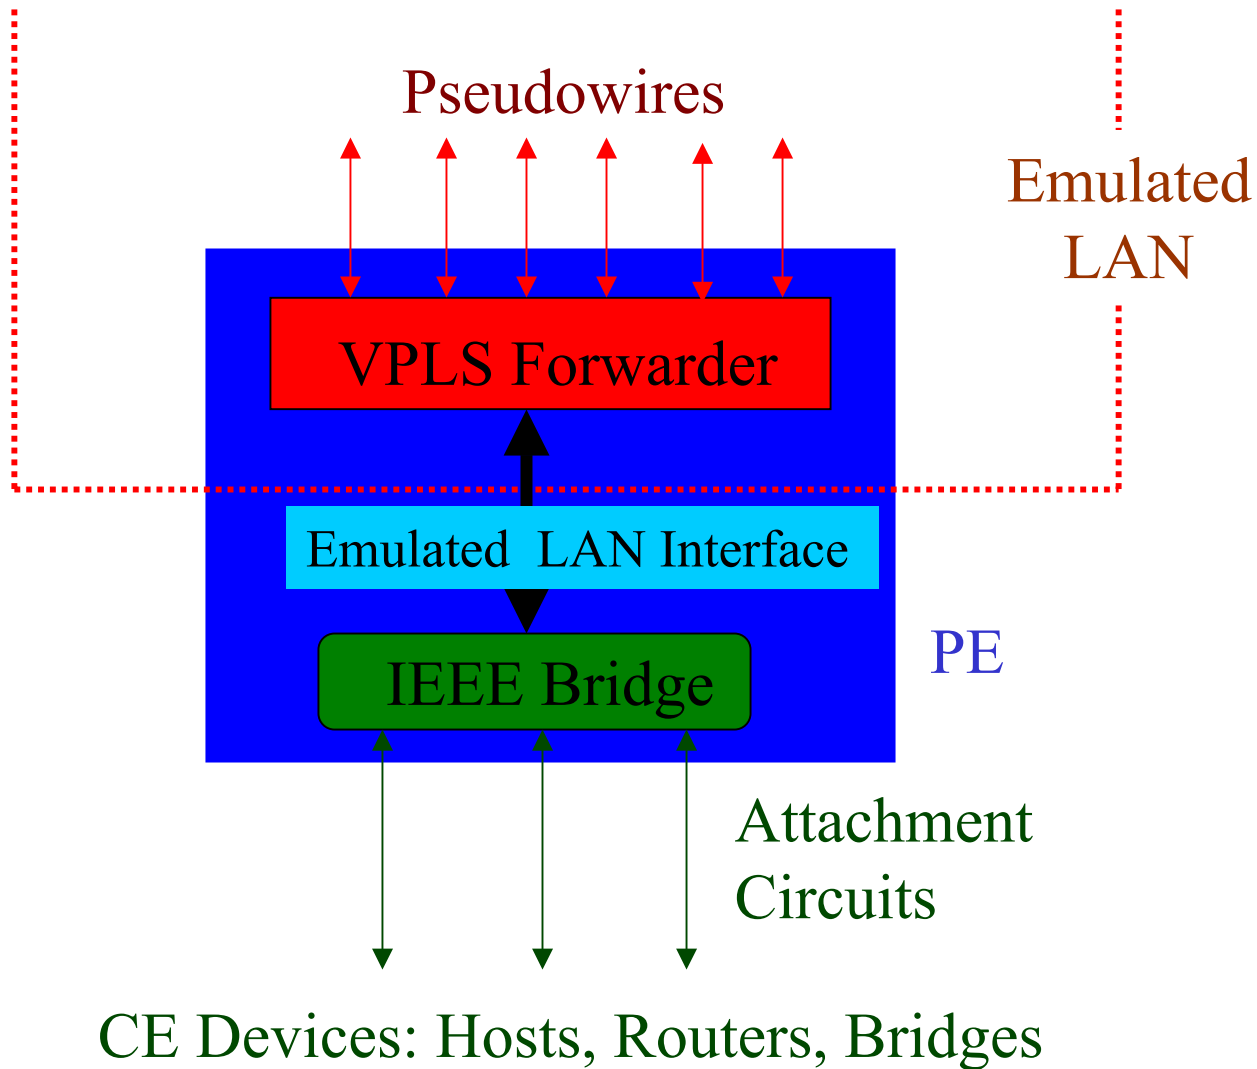 Pseudowires
Emulated
LAN
VPLS Forwarder
Emulated LAN Interface
PE
IEEE Bridge
Attachment
Circuits
CE Devices: Hosts, Routers, Bridges